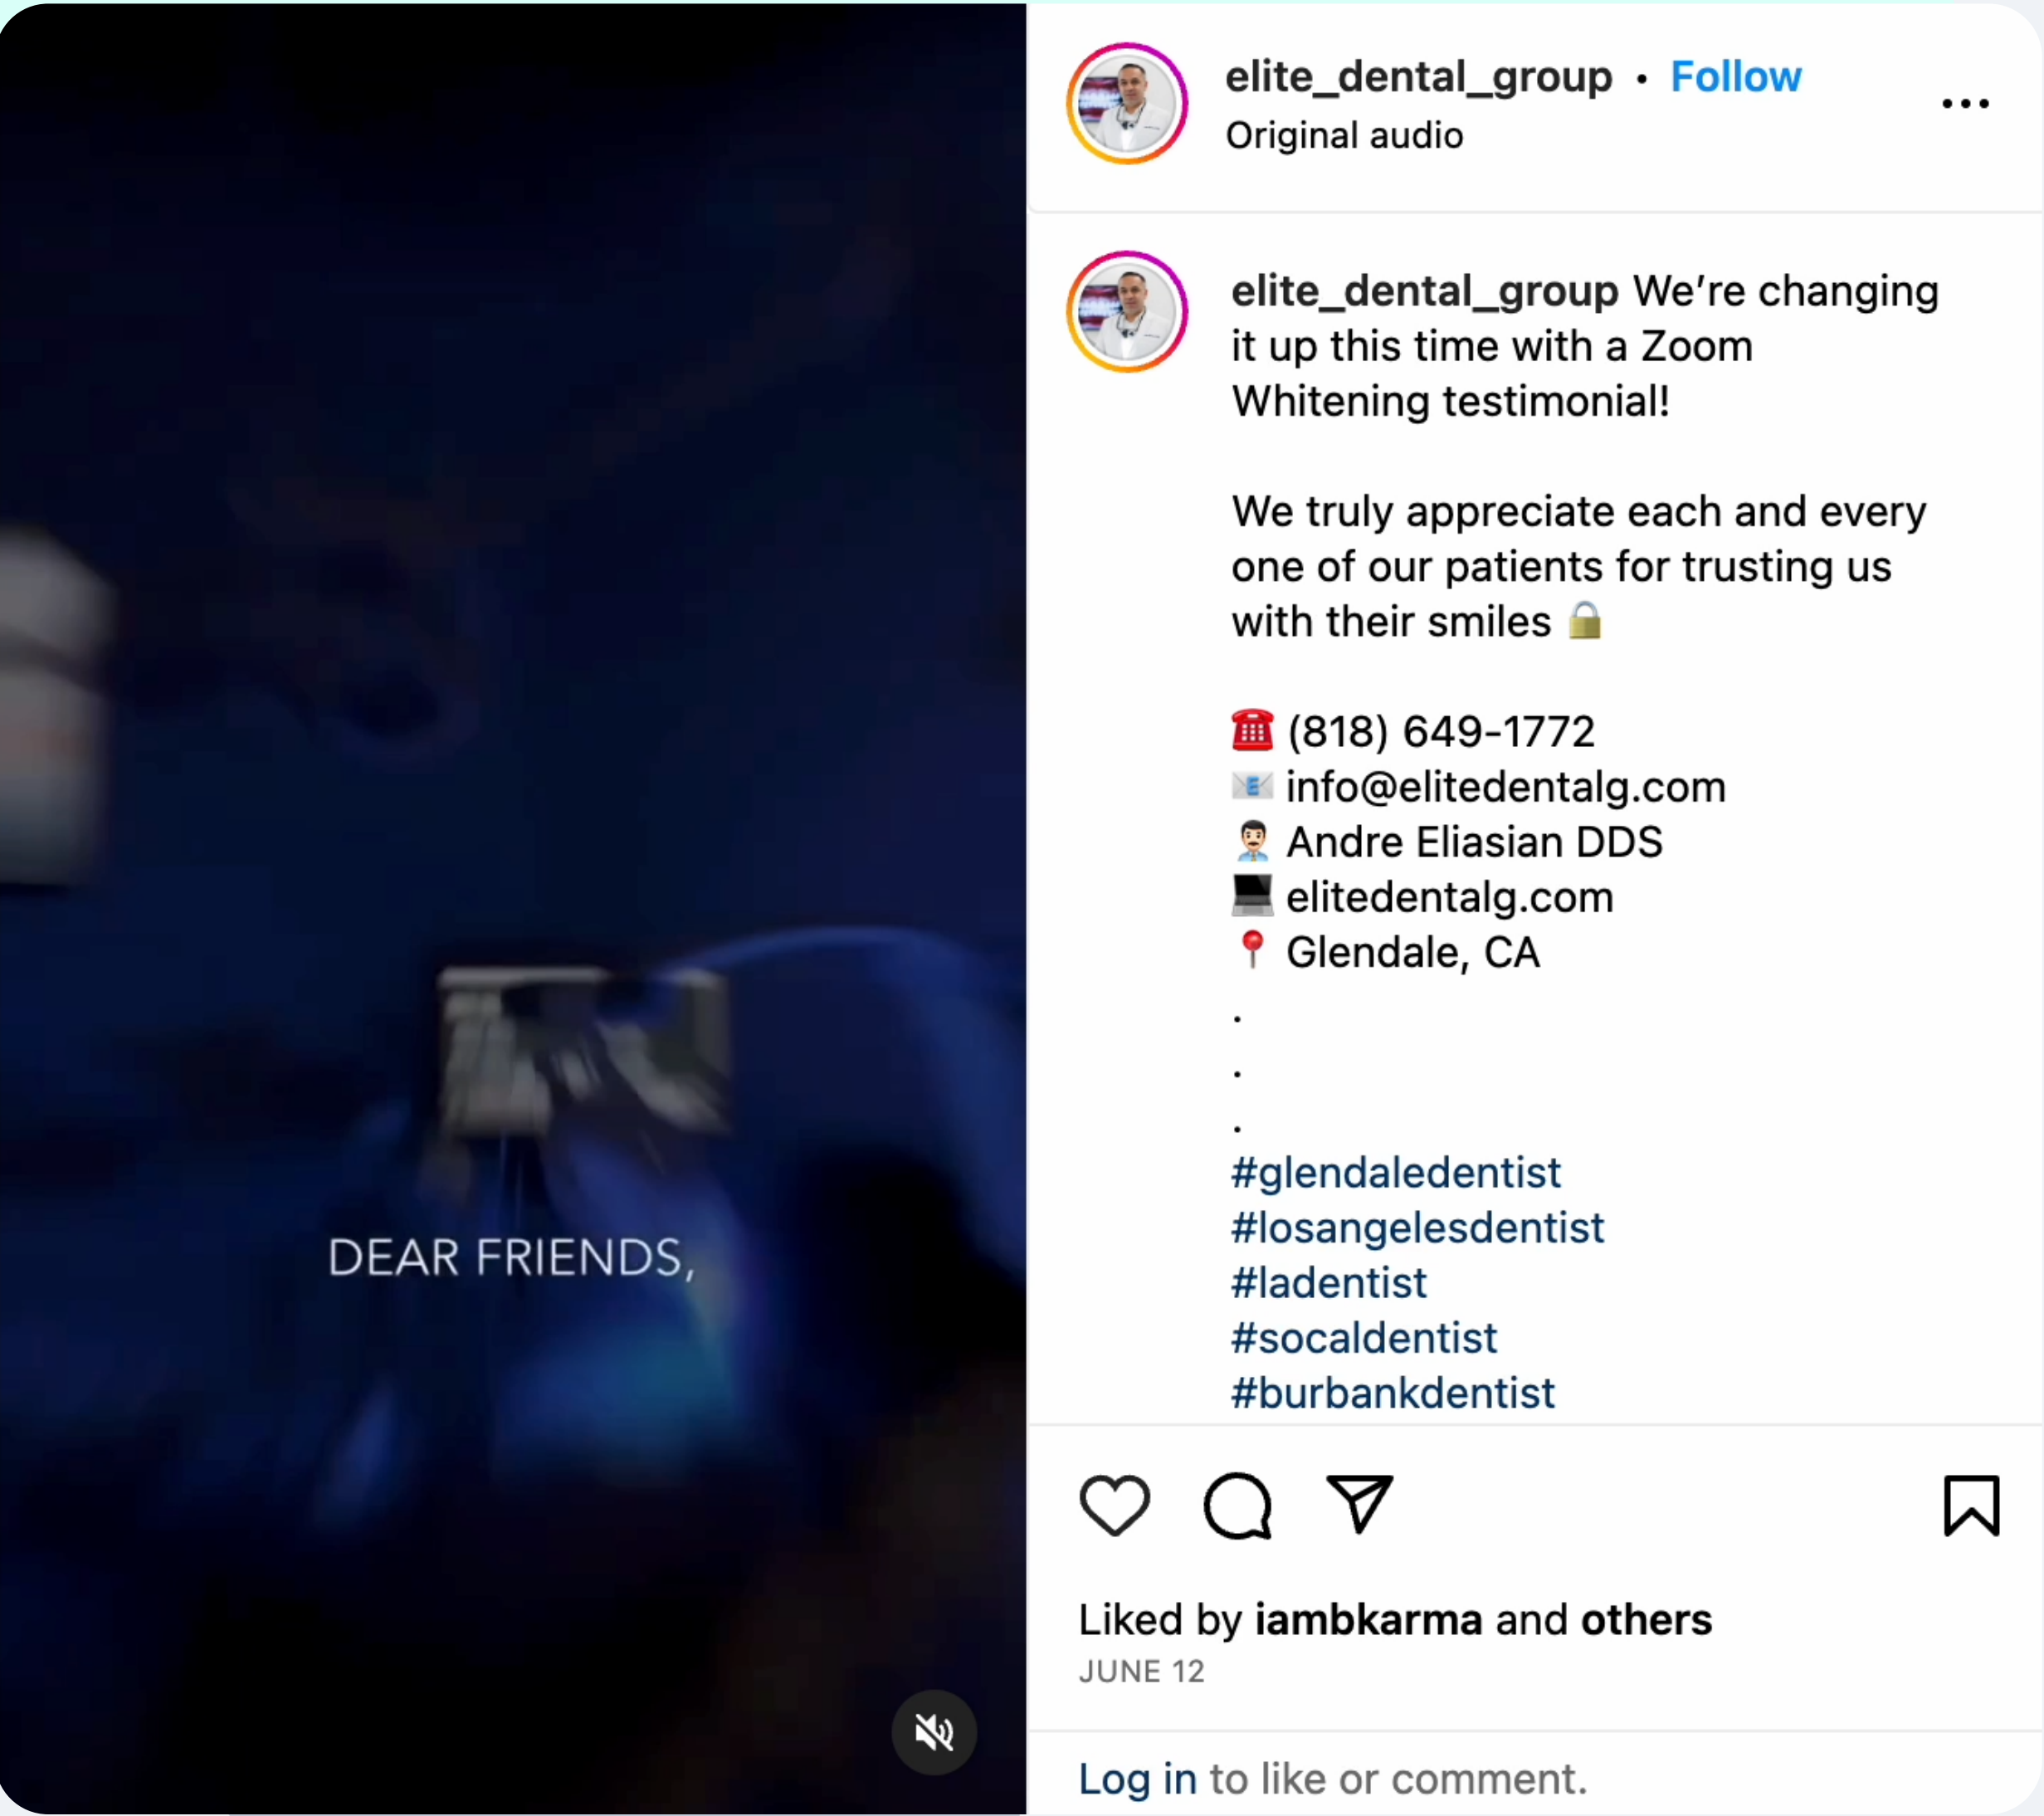 DEAR FRIENDS,
elite_dental_group • Follow
Original audio
elite_dental_group We’re changing
it up this time with a Zoom
Whitening testimonial!
We truly appreciate each and every
one of our patients for trusting us
with their smiles 🔒
☎️ (818) 649-1772
📧 info@elitedentalg.com
👨🏻‍💼 Andre Eliasian DDS
💻 elitedentalg.com
📍 Glendale, CA
.
.
.
#glendaledentist
#losangelesdentist
#ladentist
#socaldentist
#burbankdentist
Liked by iambkarma and others
JUNE 12
Log in to like or comment.